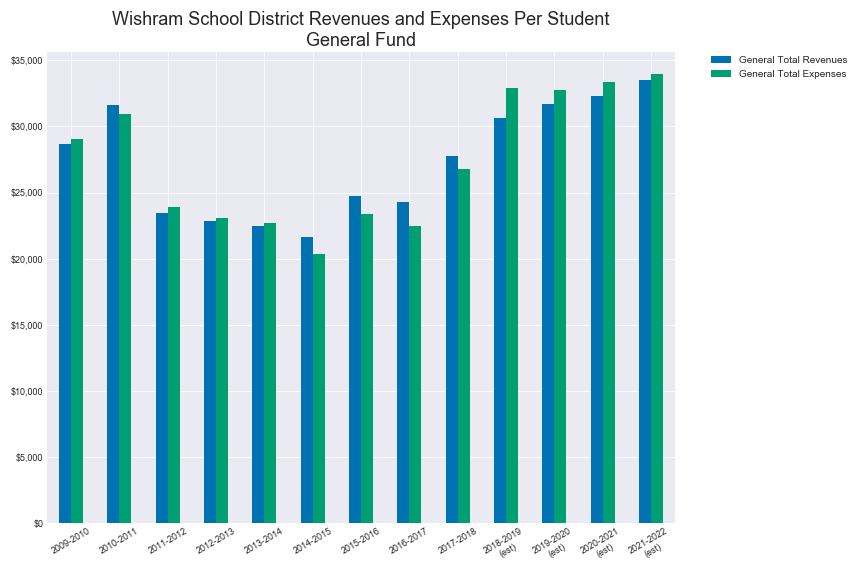 Wishram School District Revenues and Expenses Per Student
General Fund
General Total Revenues
General Total Expenses
$35,000
$30,000
$25,000
$20,000
$15,000
$10,000
$5,000
$0
2009-2010
2010-2011
2011-2012
2012-2013
2013-2014
2014-2015
2015-2016
2016-2017
2017-2018
2018-2019
(est)
2019-2020
(est)
2020-2021
(est)
2021-2022
(est)